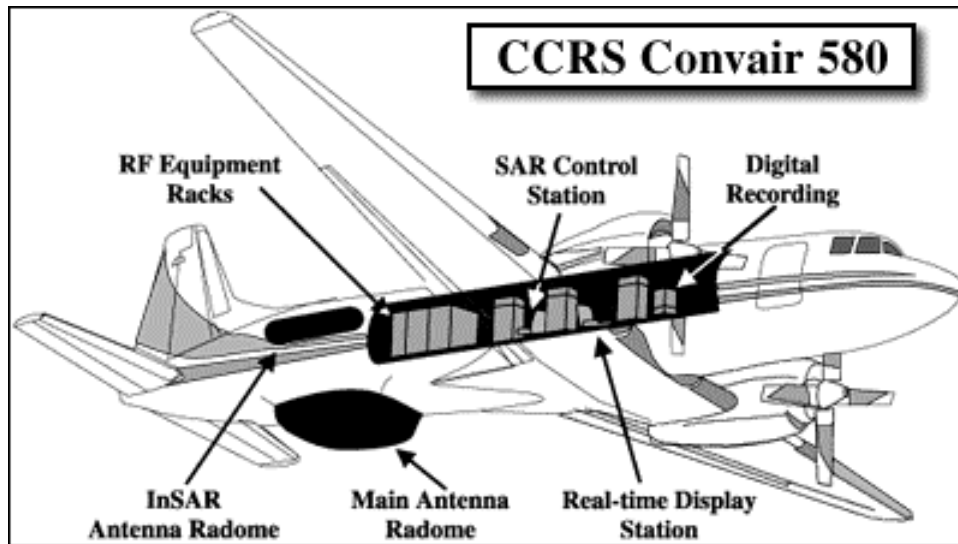 CCRS Convair 580
RF Equipment
Racks
SAR Control
Station
Digital
Recording
InSAR
Antenna Radome
Main Antenna
Radome
Real-time Display
Station